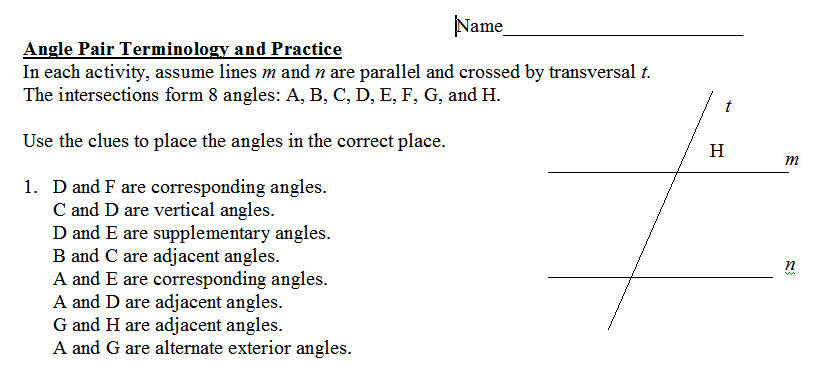 Name
Angle Pair Terminology and Practice
In each activity, assume lines m and n are parallel and crossed by transversal t.
The intersections form 8 angles: A, B, C, D, E, F, G, and H.
Use the clues to place the angles in the correct place.
1. D and F are corresponding angles.
C and D are vertical angles.
D and E are supplementary angles.
B and C are adjacent angles.
A and E are corresponding angles.
A and D are adjacent angles.
G and H are adjacent angles.
A and G are alternate exterior angles.
t
H
m
n